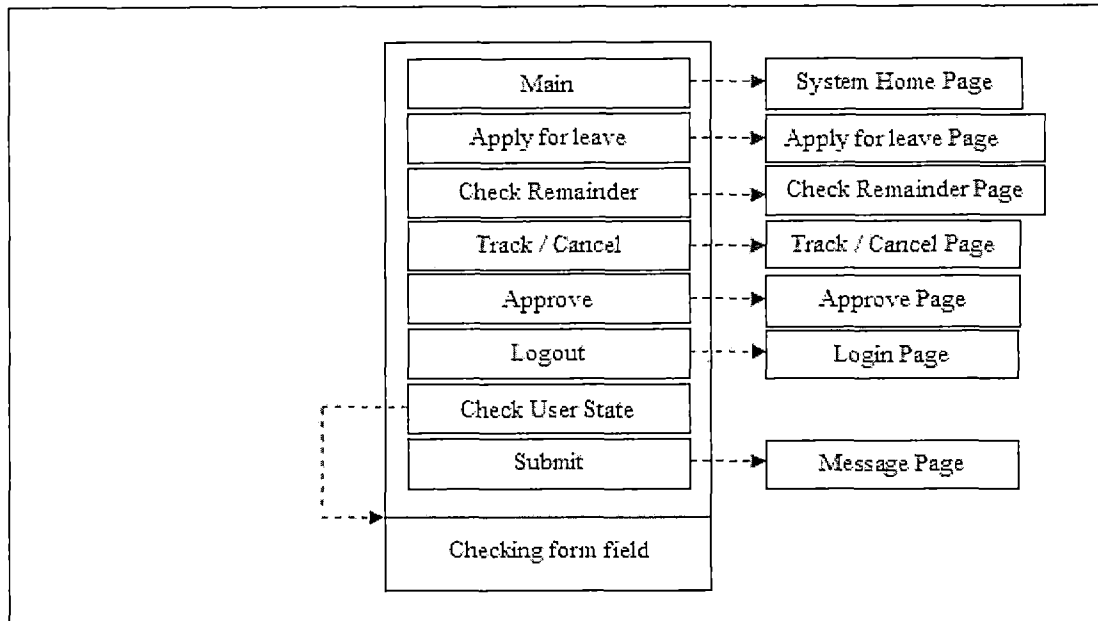 Main
System Home Page
Apply for leave
Apply for leave Page
Check Remainder
Check Remainder Page
Track / Cancel
Track / Cancel Page
Approve
Approve Page
Logout
Login Page
Check User State
Submit
Message Page
Checking form field